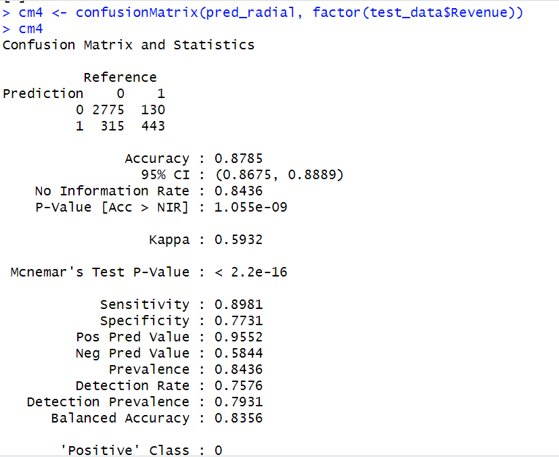 > cm4 <- confusionMatrix(pred_radial, factor(test_data$Revenue))
> cm4
Confusion Matrix and Statistics
Reference
Prediction 0 1
0 2775 130
1 315 443
Accuracy : 0.8785
95% CI : (0.8675, 0.8889)
No Information Rate : 0.8436
P-Value [Acc > NIR] : 1.055e-09
Kappa : 0.5932
Mcnemar's Test P-Value : < 2.2e-16
Sensitivity : 0.8981
Specificity : 0.7731
Pos Pred Value : 0.9552
Neg Pred Value : 0.5844
Prevalence : 0.8436
Detection Rate : 0.7576
Detection Prevalence : 0.7931
Balanced Accuracy : 0.8356
'Positive' Class : 0